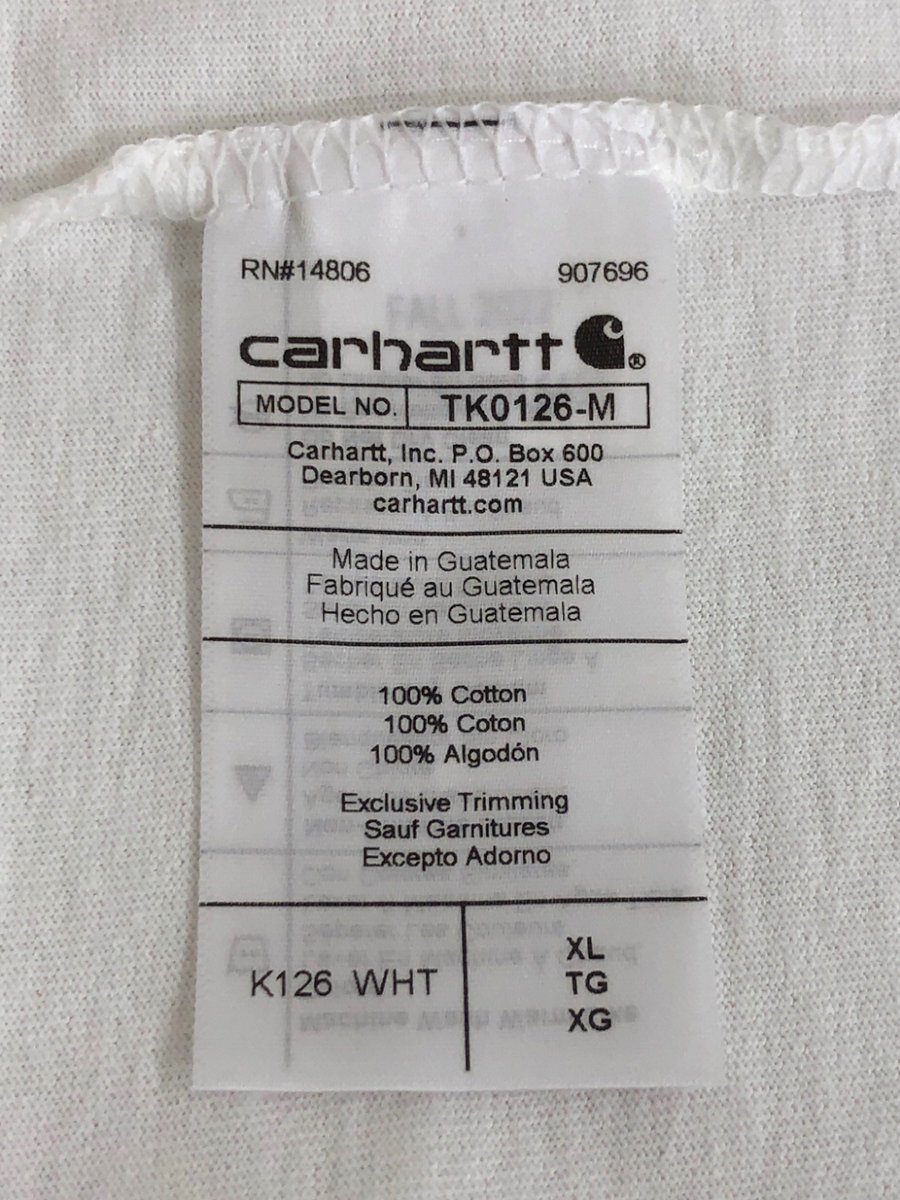 RN#14806 907696
carhartt ®
MODEL NO. TK0126-M
Carhartt, Inc. P.O. Box 600
Dearborn, MI 48121 USA
carhartt.com
Made in Guatemala
Fabriqué au Guatemala
Hecho en Guatemala
100% Cotton
100% Coton
100% Algodón
Exclusive Trimming
Sauf Garnitures
Excepto Adorno
K126 WHT
XL
TG
XG